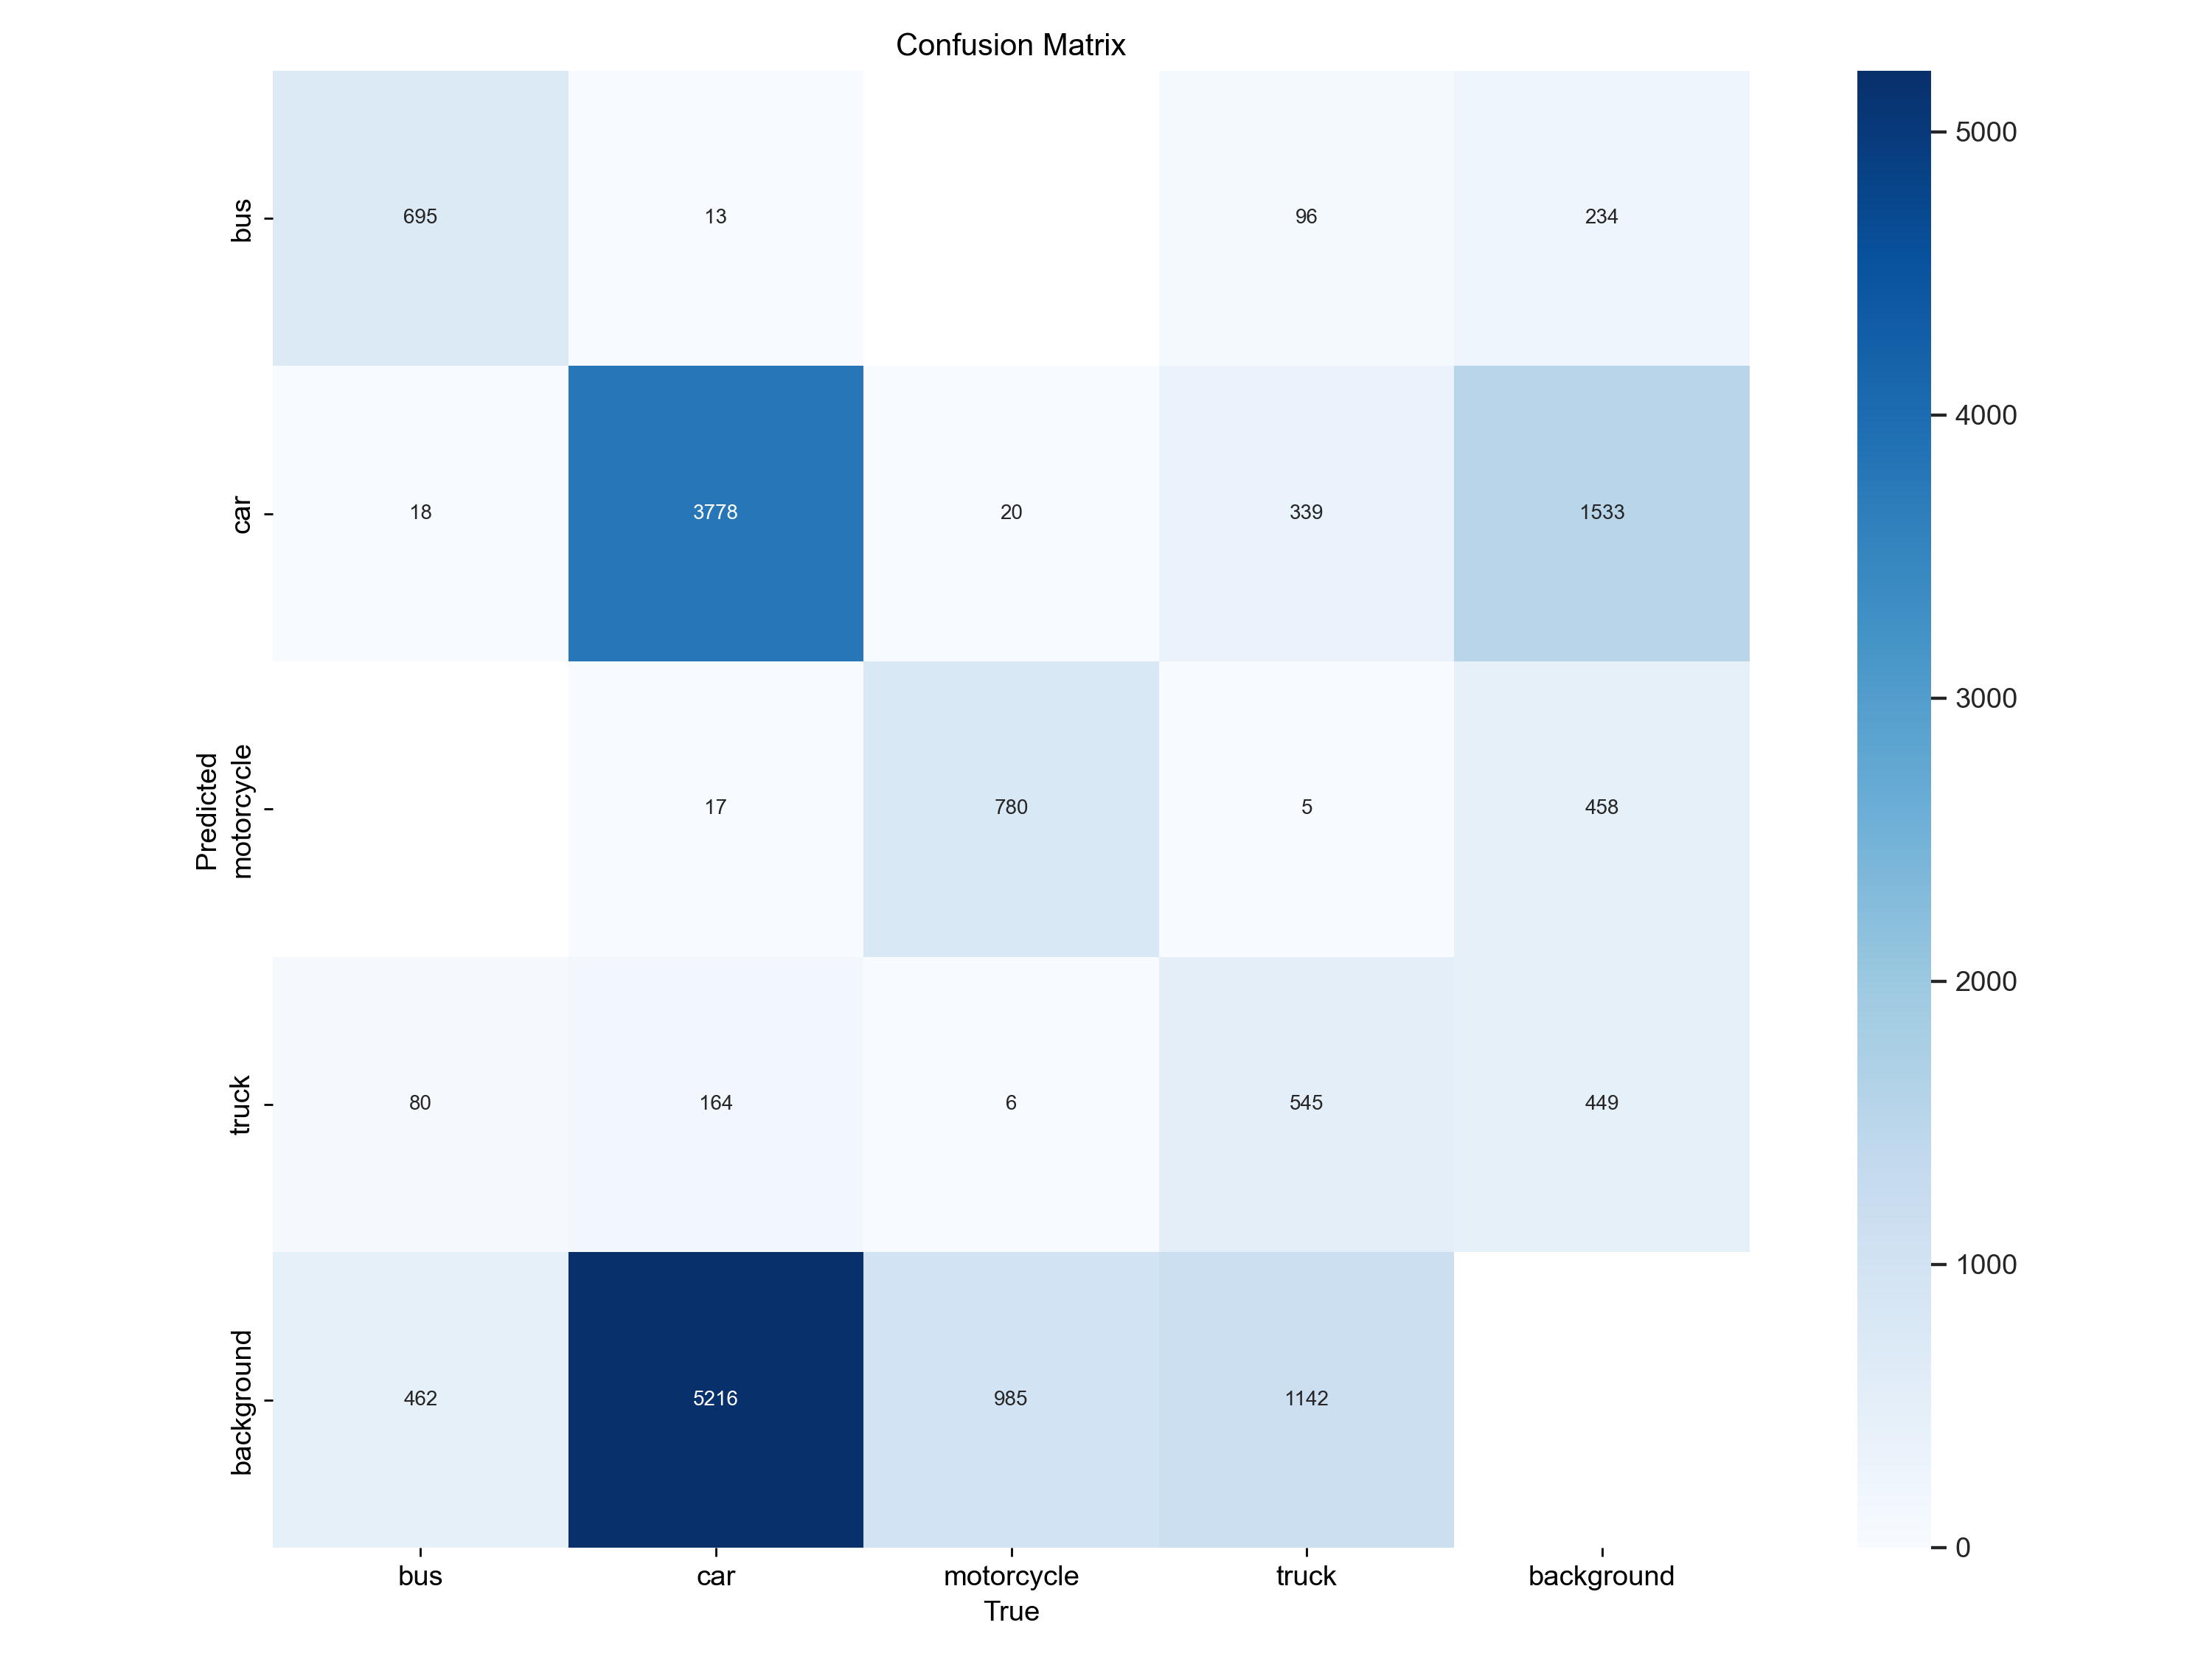 Confusion Matrix
Predicted
bus
695
13
96
234
car
18
3778
20
339
1533
motorcycle
17
780
5
458
truck
80
164
6
545
449
background
462
5216
985
1142
bus
car
motorcycle
truck
background
True
5000
4000
3000
2000
1000
0